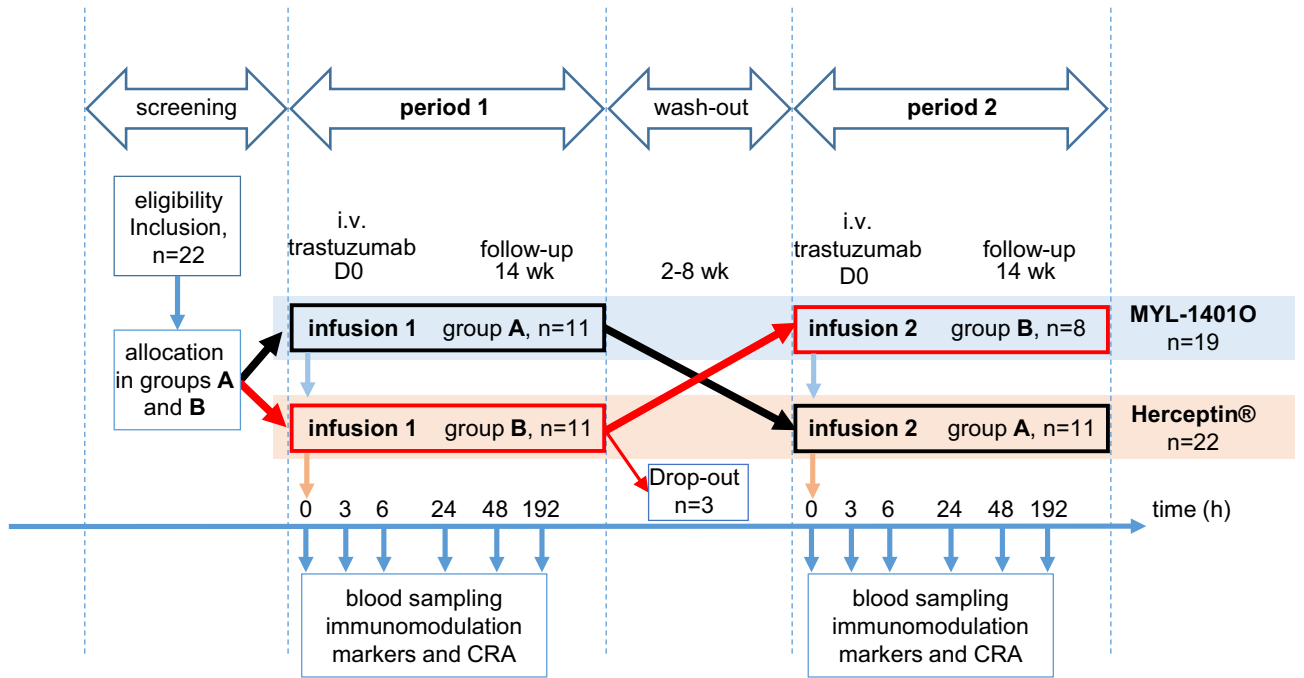 screening
period 1
wash-out
period 2
eligibility
Inclusion,
n=22
i.v.
trastuzumab
D0
follow-up
14 wk
2-8 wk
i.v.
trastuzumab
D0
follow-up
14 wk
infusion 1 group A, n=11
infusion 2 group B, n=8
MYL-1401O
n=19
allocation
in groups A
and B
infusion 1 group B, n=11
infusion 2 group A, n=11
Herceptin®
n=22
Drop-out
n=3
0 3 6 24 48 192
0 3 6 24 48 192
time (h)
blood sampling
immunomodulation
markers and CRA
blood sampling
immunomodulation
markers and CRA